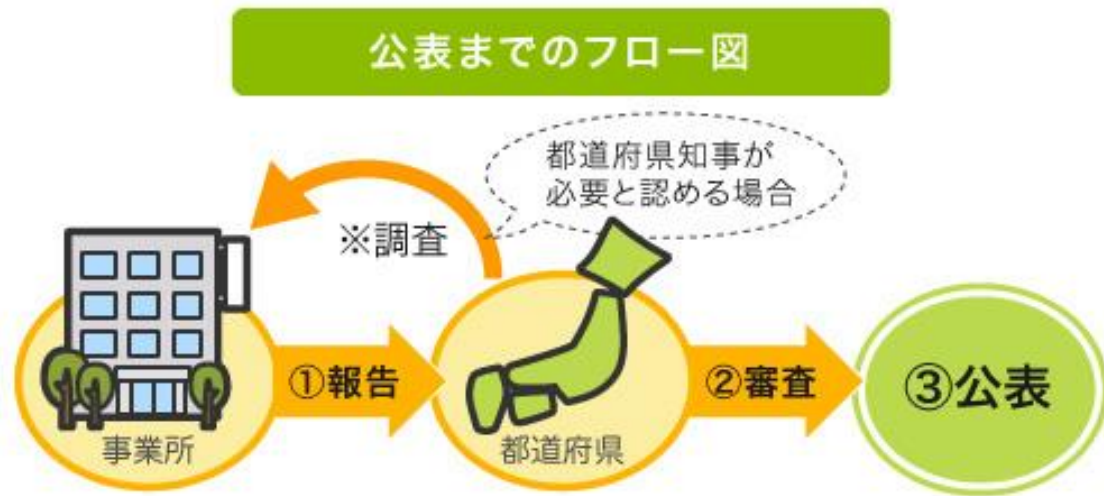 公表までのフロー図
都道府県知事が
必要と認める場合
※調査
①報告
②審査
③公表
事業所
都道府県